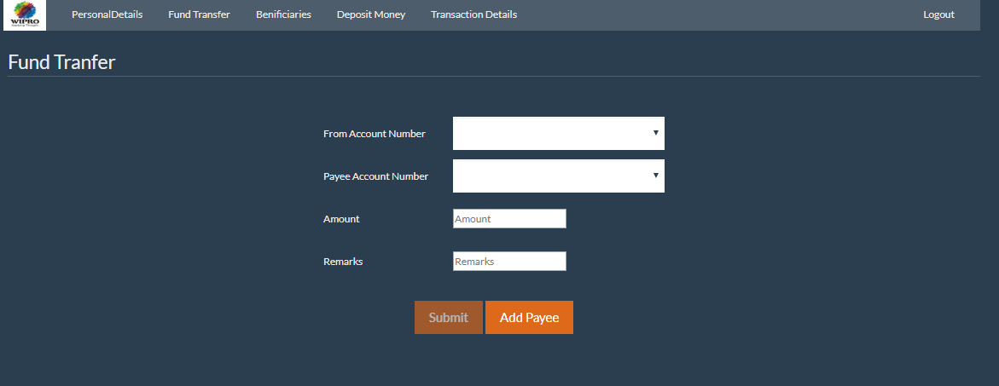 WIPRO
PersonalDetails Fund Transfer Benificiaries Deposit Money Transaction Details Logout
Fund Tranfer
From Account Number
Payee Account Number
Amount Amount
Remarks Remarks
Submit Add Payee